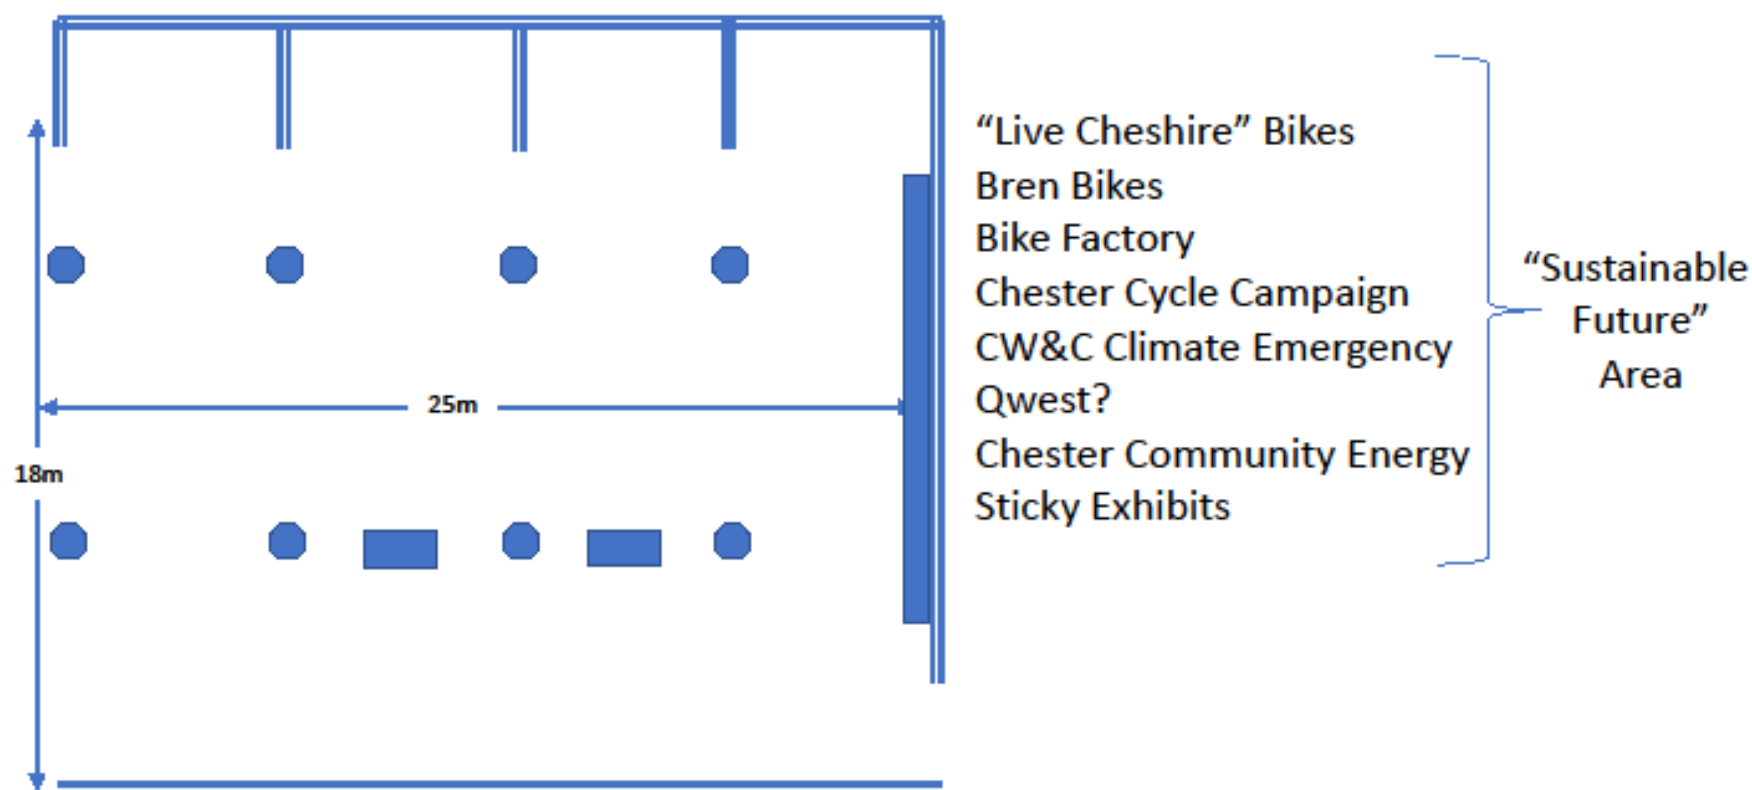 “Live Cheshire” Bikes
Bren Bikes
Bike Factory
Chester Cycle Campaign
CW&C Climate Emergency
Qwest?
Chester Community Energy
Sticky Exhibits
“Sustainable
Future”
Area
25m
18m